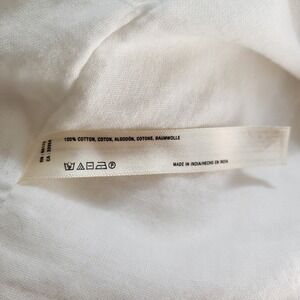 100% COTTON, COTON, ALGODÓN, COTONE, BAUMWOLLE
MADE IN INDIA/HECHO EN INDIA